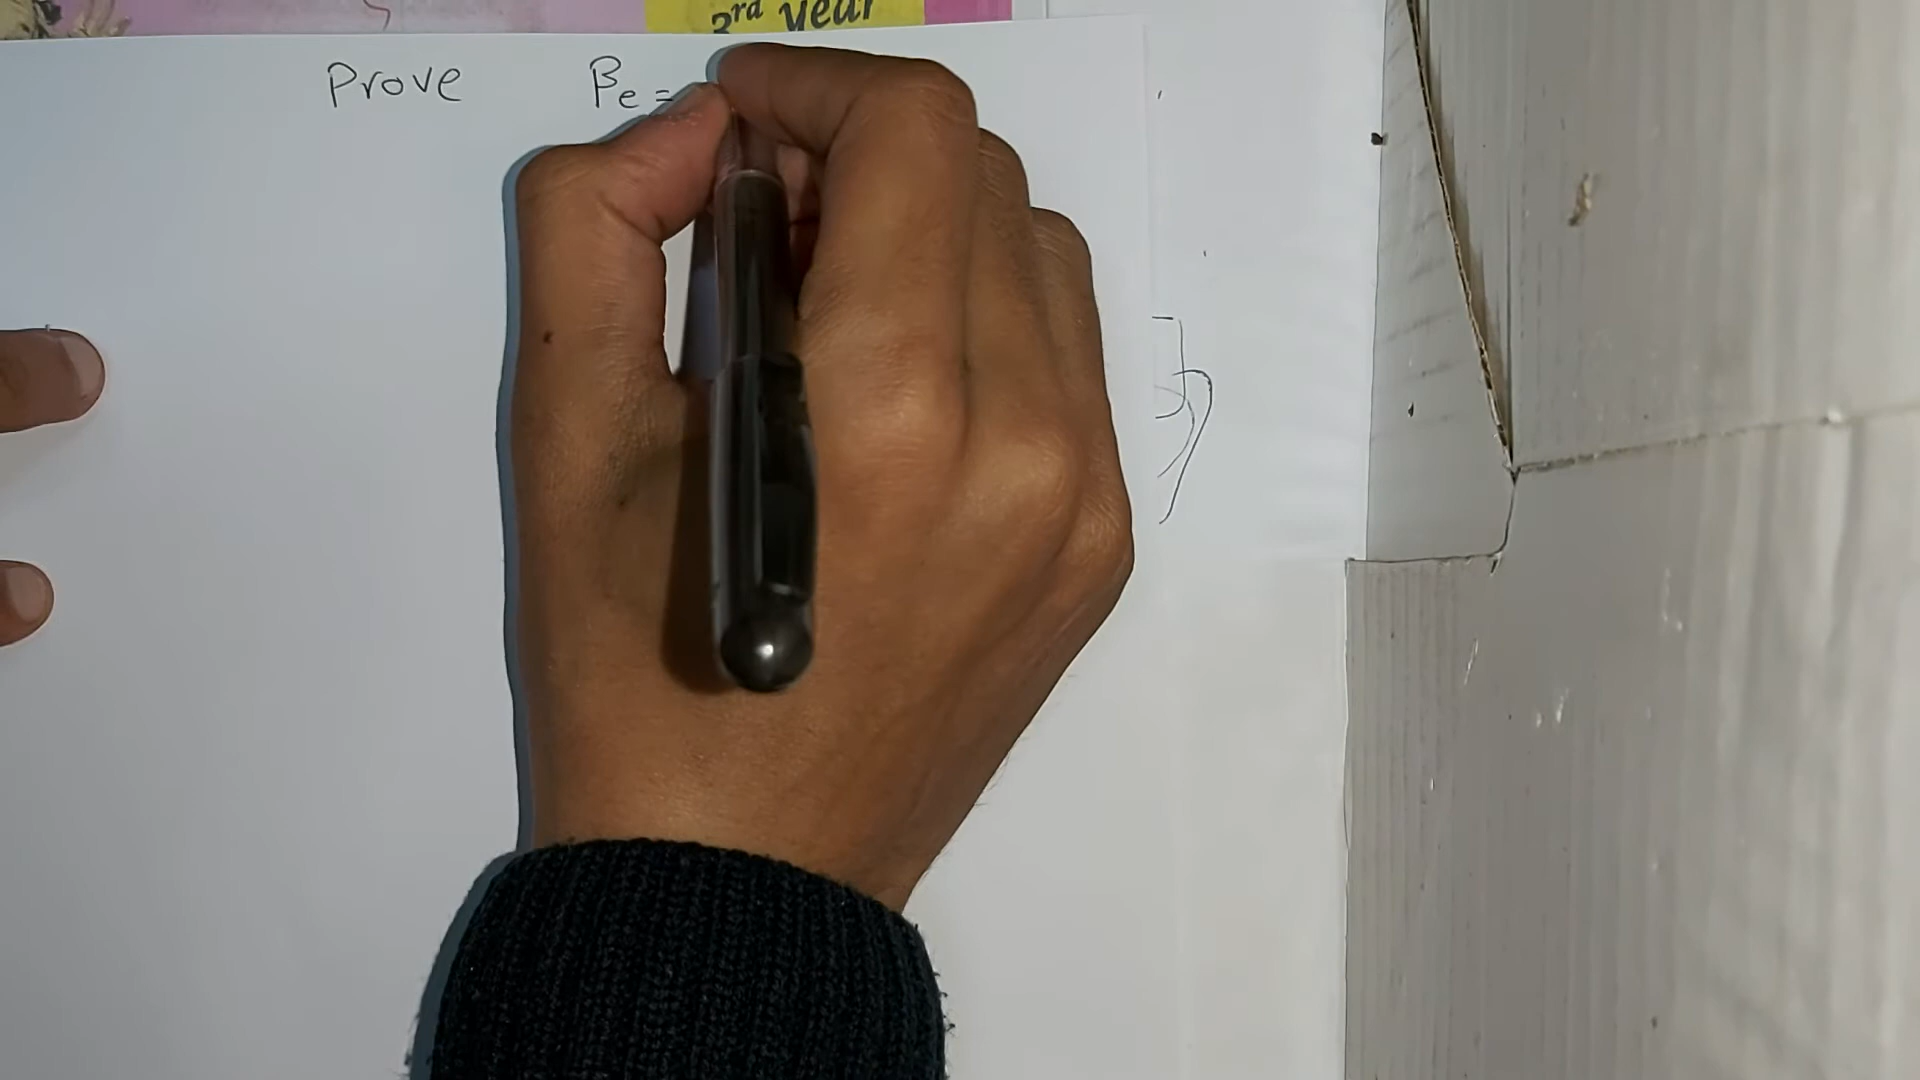 3rd year
Prove βe =